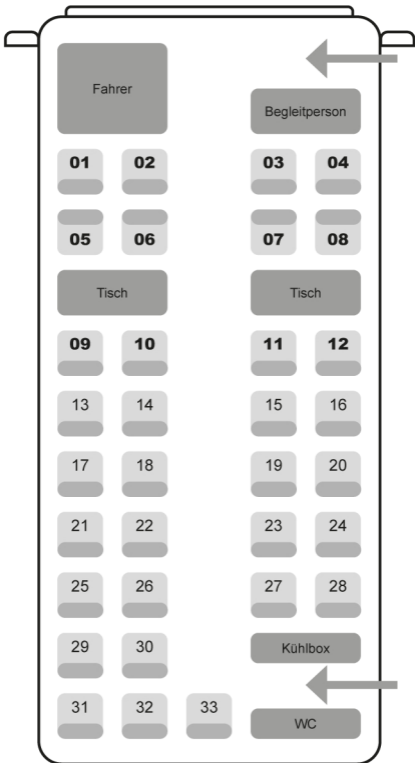 Fahrer
Begleitperson
01 02 03 04
05 06 07 08
Tisch Tisch
09 10 11 12
13 14 15 16
17 18 19 20
21 22 23 24
25 26 27 28
29 30 Kühlbox
31 32 33
WC